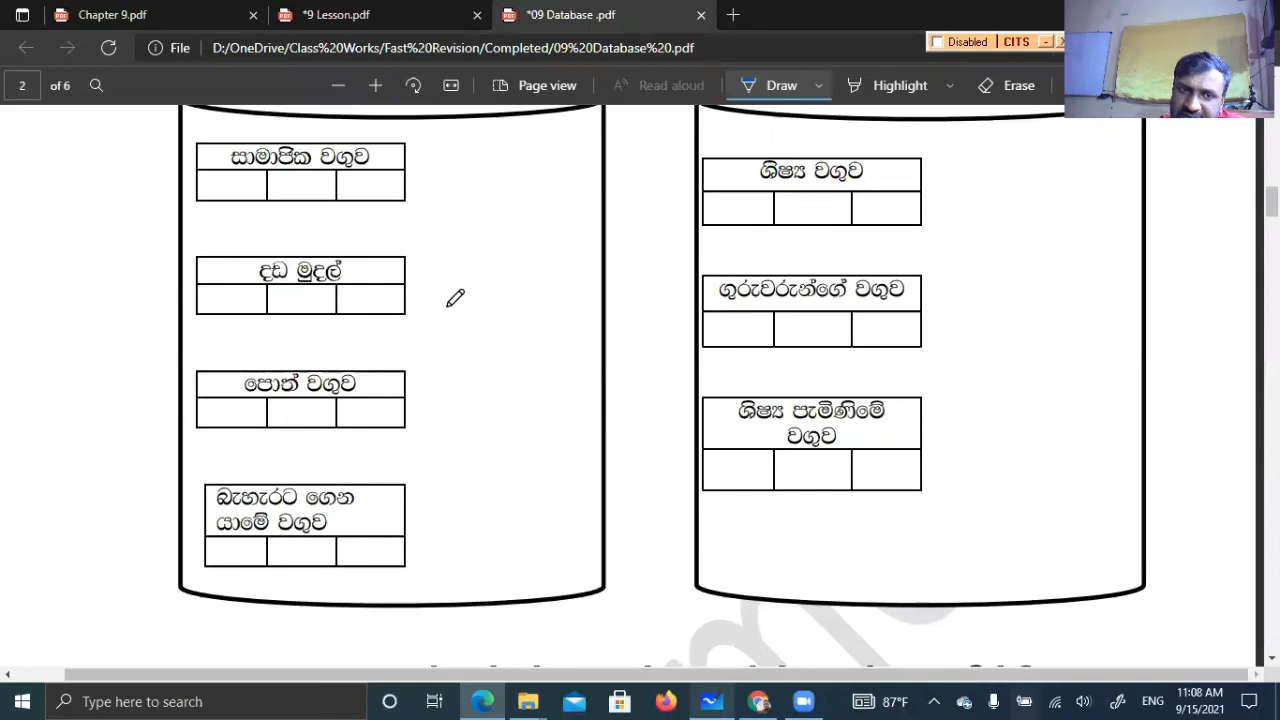 Chapter 9.pdf
*9 Lesson.pdf
*09 Database .pdf
File
D:/OneDrive/Class%20Works/Fast%20Revision/Completed/09%20Database%20.pdf
Disabled
CITS
2
of 6
Page view
Read aloud
Draw
Highlight
Erase
සාමාජික වගුව
දඩ මුදල්
පොත් වගුව
බැහැරට ගෙන
යාමේ වගුව
ශිෂ්‍ය වගුව
ගුරුවරුන්ගේ වගුව
ශිෂ්‍ය පැමිණිමේ
වගුව
Type here to search
87°F
ENG
11:08 AM
9/15/2021